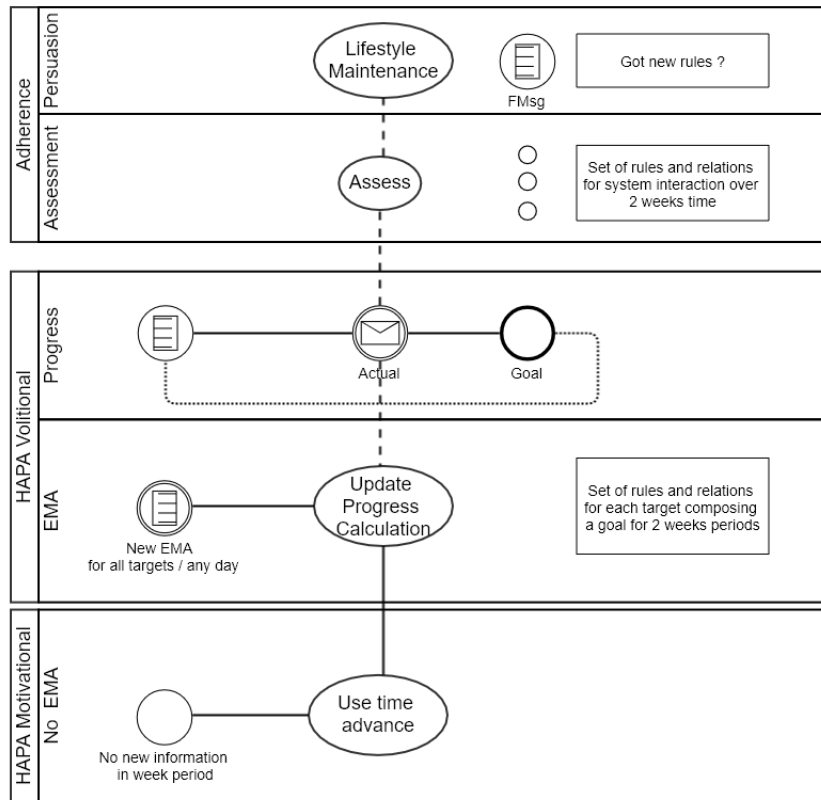 Adherence
Persuasion
Lifestyle
Maintenance
FMsg
Got new rules ?
Assessment
Assess
Set of rules and relations
for system interaction over
2 weeks time
HAPA Volitional
Progress
Actual
Goal
EMA
New EMA
for all targets / any day
Update
Progress
Calculation
Set of rules and relations
for each target composing
a goal for 2 weeks periods
HAPA Motivational
No EMA
No new information
in week period
Use time
advance